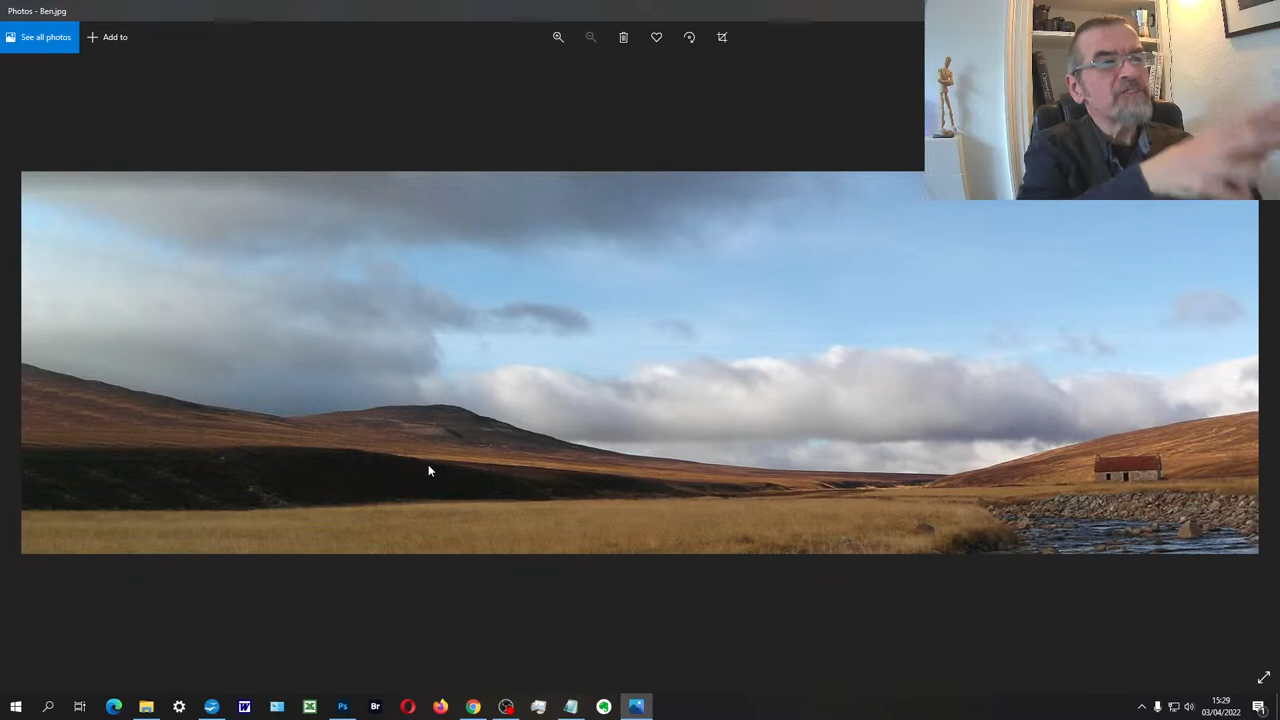 Photos - Ben.jpg
See all photos
Add to
15:29
03/04/2022